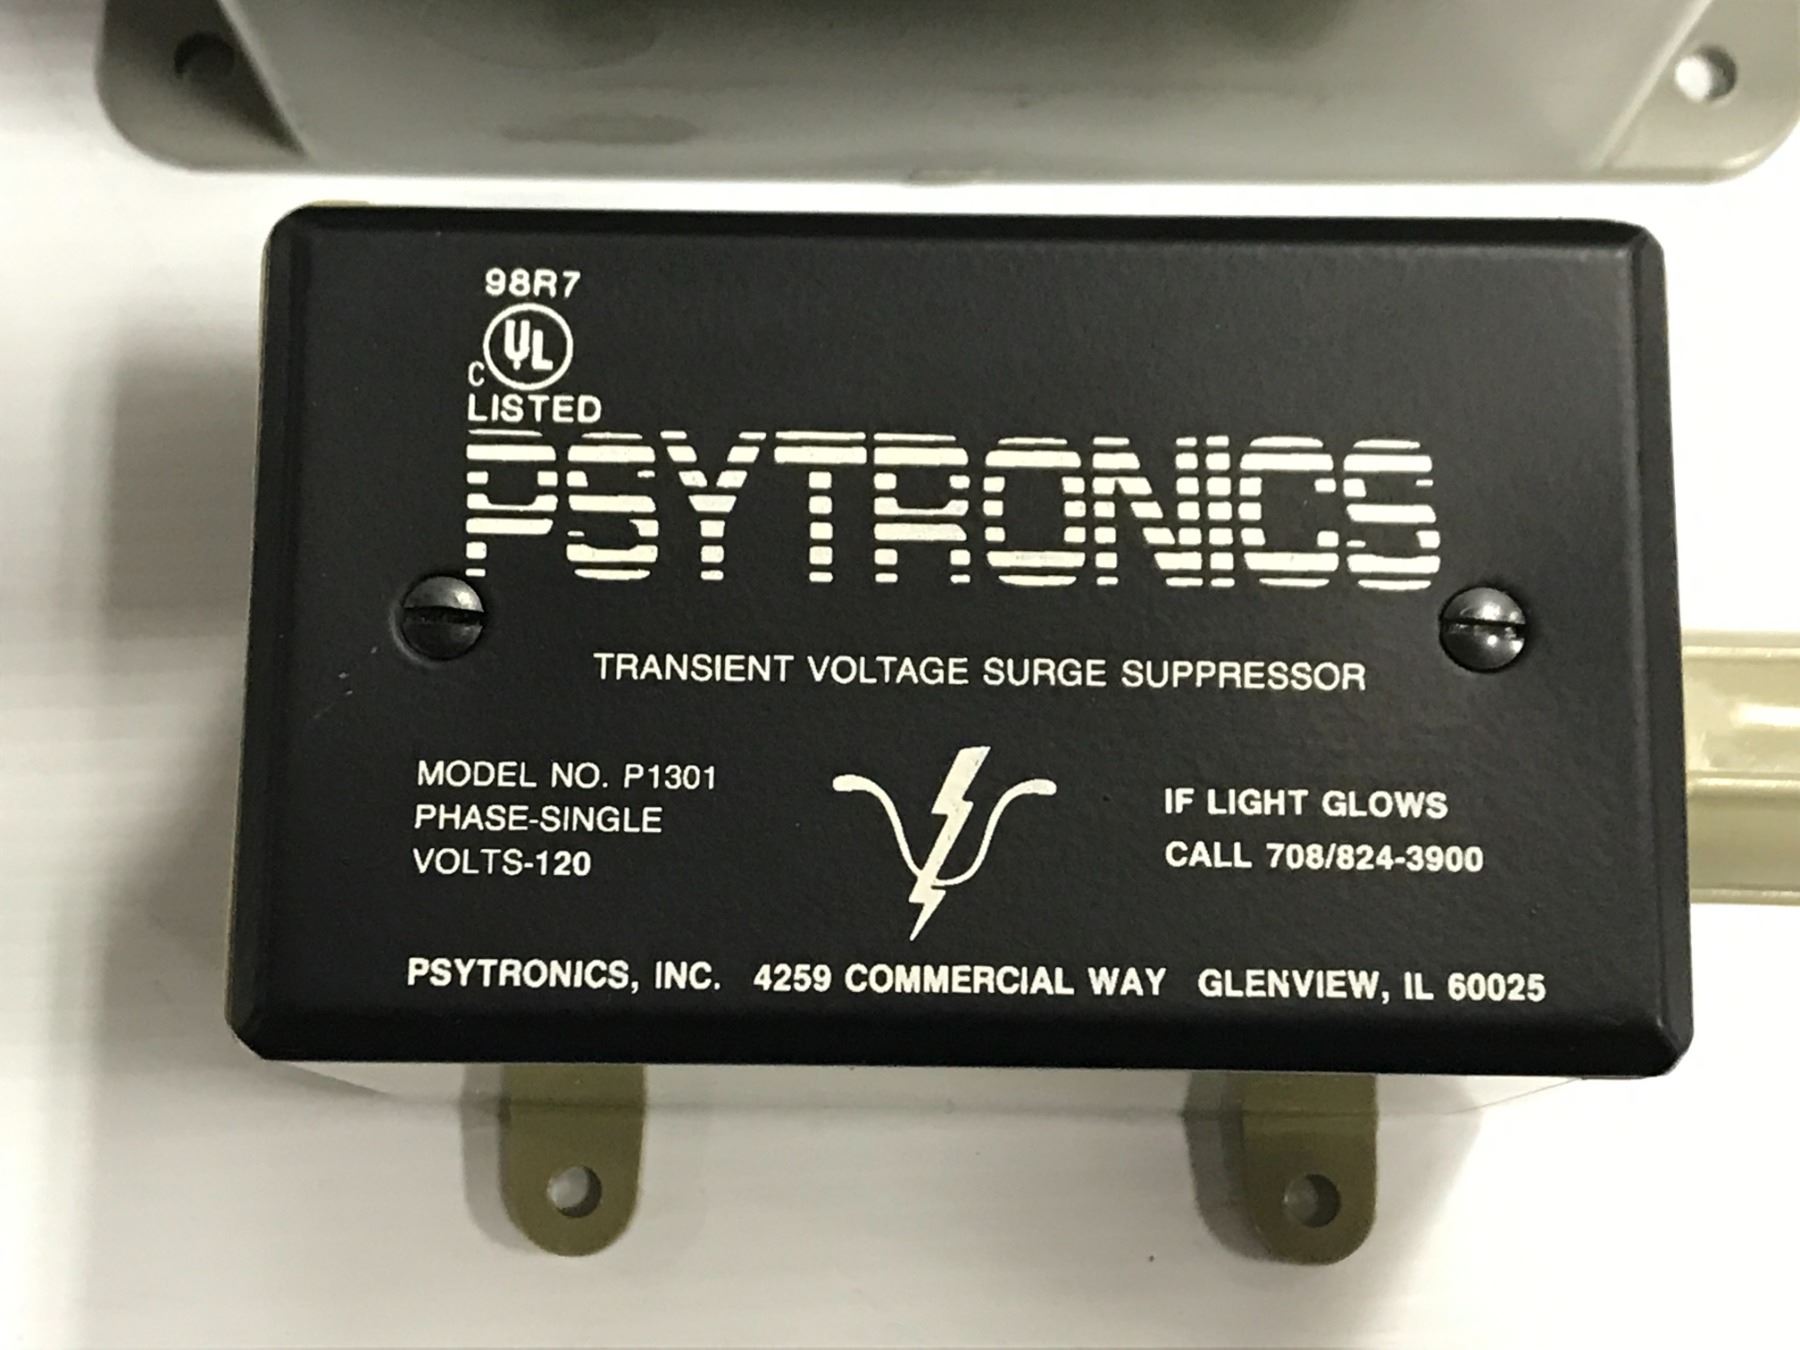 98R7
UL
C
LISTED
PSYTRONICS
TRANSIENT VOLTAGE SURGE SUPPRESSOR
MODEL NO. P1301
PHASE-SINGLE
VOLTS-120
IF LIGHT GLOWS
CALL 708/824-3900
PSYTRONICS, INC. 4259 COMMERCIAL WAY GLENVIEW, IL 60025